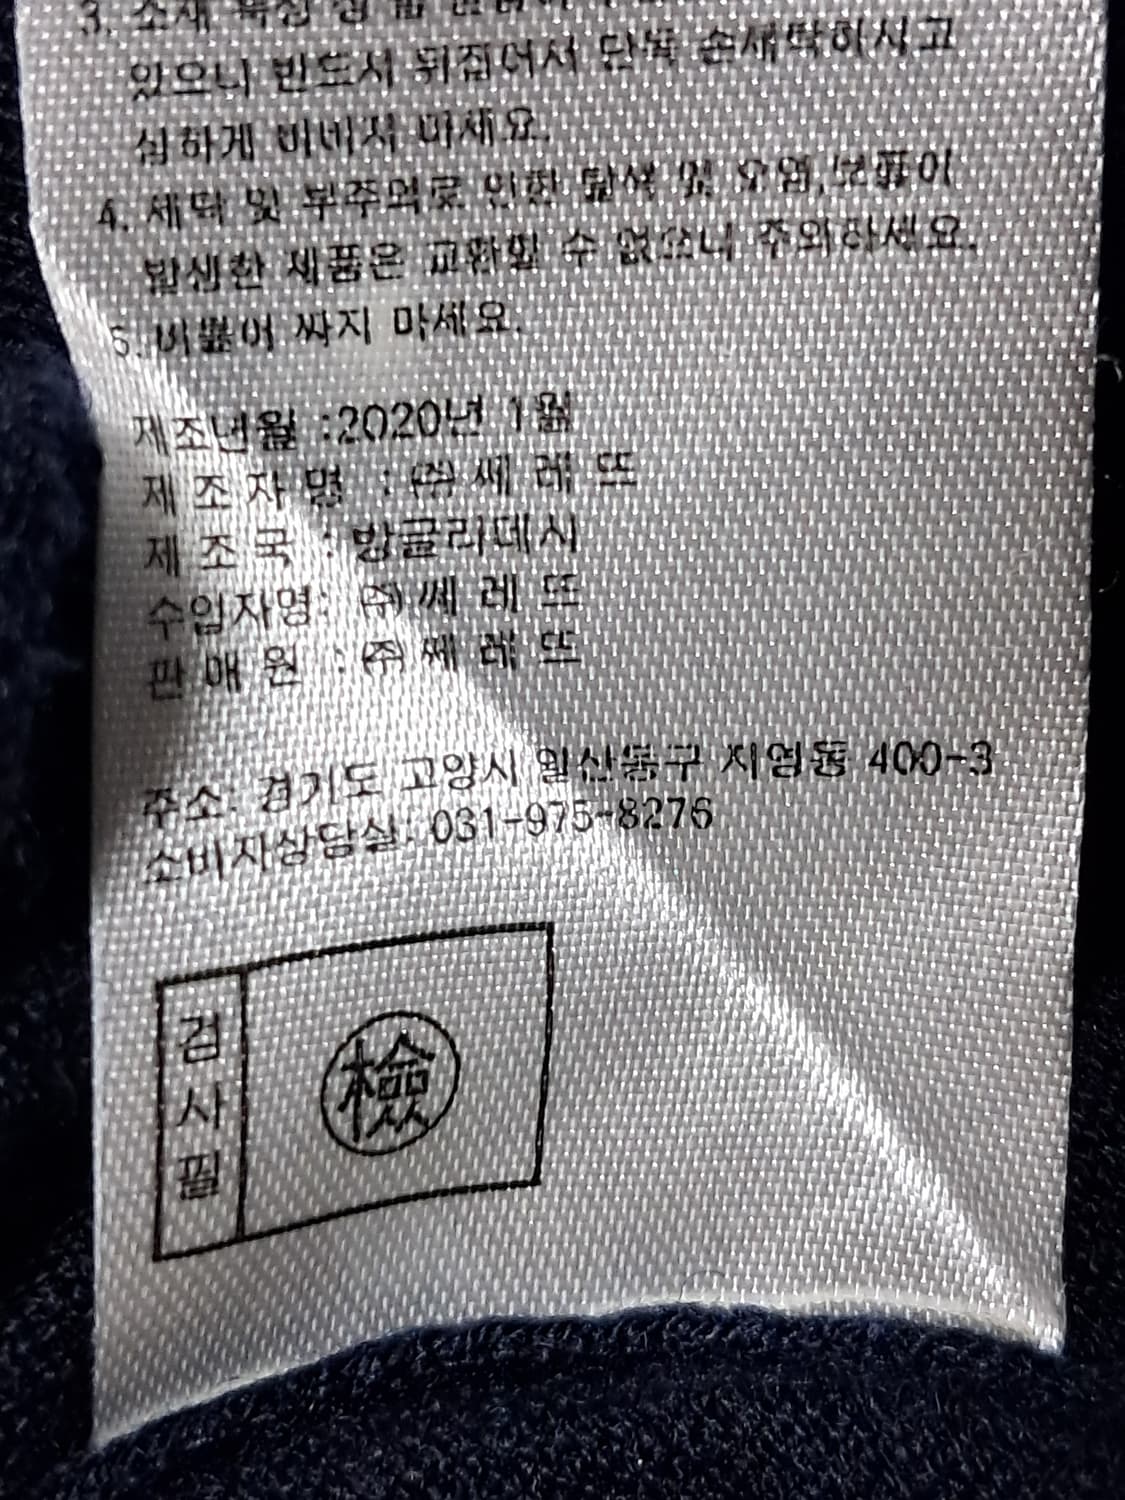 3. 소재 특성 상
있으니 반드시 뒤집어서 단독 손세탁하시고
심하게 비비지 마세요.
4. 세탁 및 부주의로 인한 탈색 및 오염,보풀이
발생한 제품은 교환할 수 없으니 주의하세요.
5. 비틀어 짜지 마세요.
제조년월 :2020년 1월
제 조 자 명 : ㈜ 쎄 레 뜨
제 조 국 : 방글라데시
수입자명: ㈜ 쎄 레 뜨
판 매 원 : ㈜ 쎄 레 뜨
주소: 경기도 고양시 일산동구 지영동 400-3
소비자상담실: 031-975-8276
검사필
檢